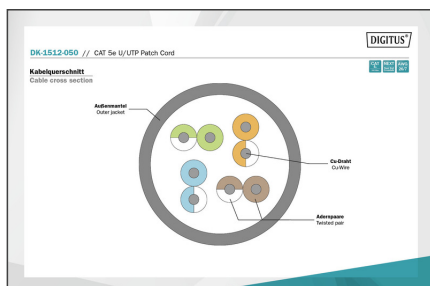 DIGITUS®
DK-1512-050 // CAT 5e U/UTP Patch Cord
Kabelquerschnitt
Cable cross section
Außenmantel
Outer jacket
Cu-Draht
Cu-Wire
Aderspaare
Twisted pair